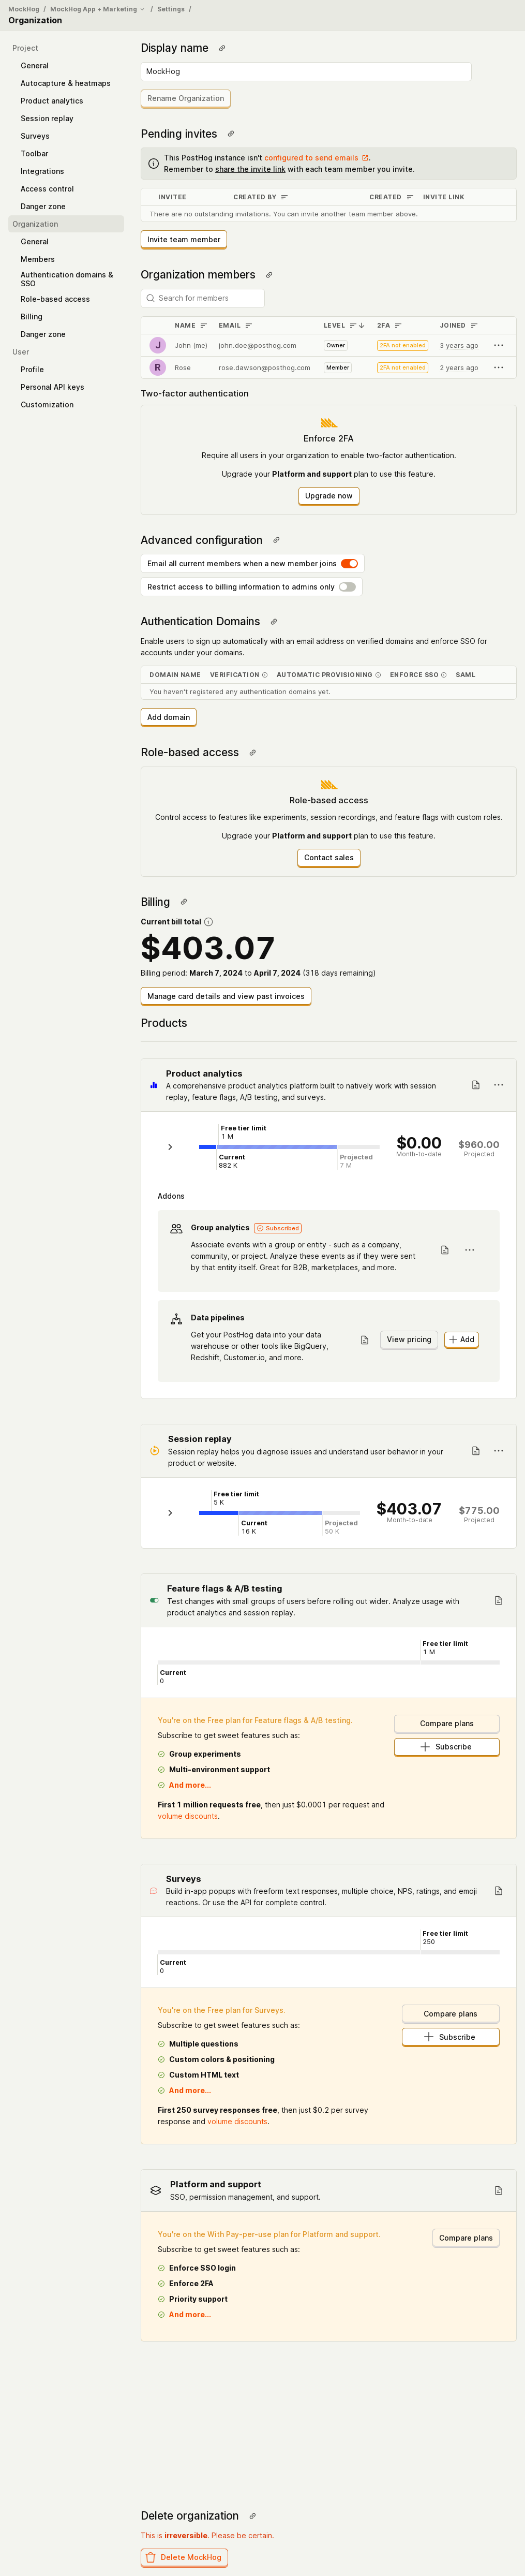 MockHog / MockHog App + Marketing / Settings /
Organization
Project
General
Autocapture & heatmaps
Product analytics
Session replay
Surveys
Toolbar
Integrations
Access control
Danger zone
Organization
General
Members
Authentication domains &
SSO
Role-based access
Billing
Danger zone
User
Profile
Personal API keys
Customization
Display name
MockHog
Rename Organization
Pending invites
This PostHog instance isn't configured to send emails.
Remember to share the invite link with each team member you invite.
INVITEE CREATED BY CREATED INVITE LINK
There are no outstanding invitations. You can invite another team member above.
Invite team member
Organization members
Search for members
NAME EMAIL LEVEL 2FA JOINED
J John (me) john.doe@posthog.com Owner 2FA not enabled 3 years ago
R Rose rose.dawson@posthog.com Member 2FA not enabled 2 years ago
Two-factor authentication
Enforce 2FA
Require all users in your organization to enable two-factor authentication.
Upgrade your Platform and support plan to use this feature.
Upgrade now
Advanced configuration
Email all current members when a new member joins
Restrict access to billing information to admins only
Authentication Domains
Enable users to sign up automatically with an email address on verified domains and enforce SSO for
accounts under your domains.
DOMAIN NAME VERIFICATION AUTOMATIC PROVISIONING ENFORCE SSO SAML
You haven't registered any authentication domains yet.
Add domain
Role-based access
Role-based access
Control access to features like experiments, session recordings, and feature flags with custom roles.
Upgrade your Platform and support plan to use this feature.
Contact sales
Billing
Current bill total
$403.07
Billing period: March 7, 2024 to April 7, 2024 (318 days remaining)
Manage card details and view past invoices
Products
Product analytics
A comprehensive product analytics platform built to natively work with session
replay, feature flags, A/B testing, and surveys.
Free tier limit
1 M
Current
882 K
Projected
7 M
$0.00
Month-to-date
$960.00
Projected
Addons
Group analytics Subscribed
Associate events with a group or entity - such as a company,
community, or project. Analyze these events as if they were sent
by that entity itself. Great for B2B, marketplaces, and more.
Data pipelines
Get your PostHog data into your data
warehouse or other tools like BigQuery,
Redshift, Customer.io, and more.
View pricing
Add
Session replay
Session replay helps you diagnose issues and understand user behavior in your
product or website.
Free tier limit
5 K
Current
16 K
Projected
50 K
$403.07
Month-to-date
$775.00
Projected
Feature flags & A/B testing
Test changes with small groups of users before rolling out wider. Analyze usage with
product analytics and session replay.
Free tier limit
1 M
Current
0
You're on the Free plan for Feature flags & A/B testing.
Subscribe to get sweet features such as:
Group experiments
Multi-environment support
And more...
First 1 million requests free, then just $0.0001 per request and
volume discounts.
Compare plans
Subscribe
Surveys
Build in-app popups with freeform text responses, multiple choice, NPS, ratings, and emoji
reactions. Or use the API for complete control.
Free tier limit
250
Current
0
You're on the Free plan for Surveys.
Subscribe to get sweet features such as:
Multiple questions
Custom colors & positioning
Custom HTML text
And more...
First 250 survey responses free, then just $0.2 per survey
response and volume discounts.
Compare plans
Subscribe
Platform and support
SSO, permission management, and support.
You're on the With Pay-per-use plan for Platform and support.
Subscribe to get sweet features such as:
Enforce SSO login
Enforce 2FA
Priority support
And more...
Compare plans
Delete organization
This is irreversible. Please be certain.
Delete MockHog